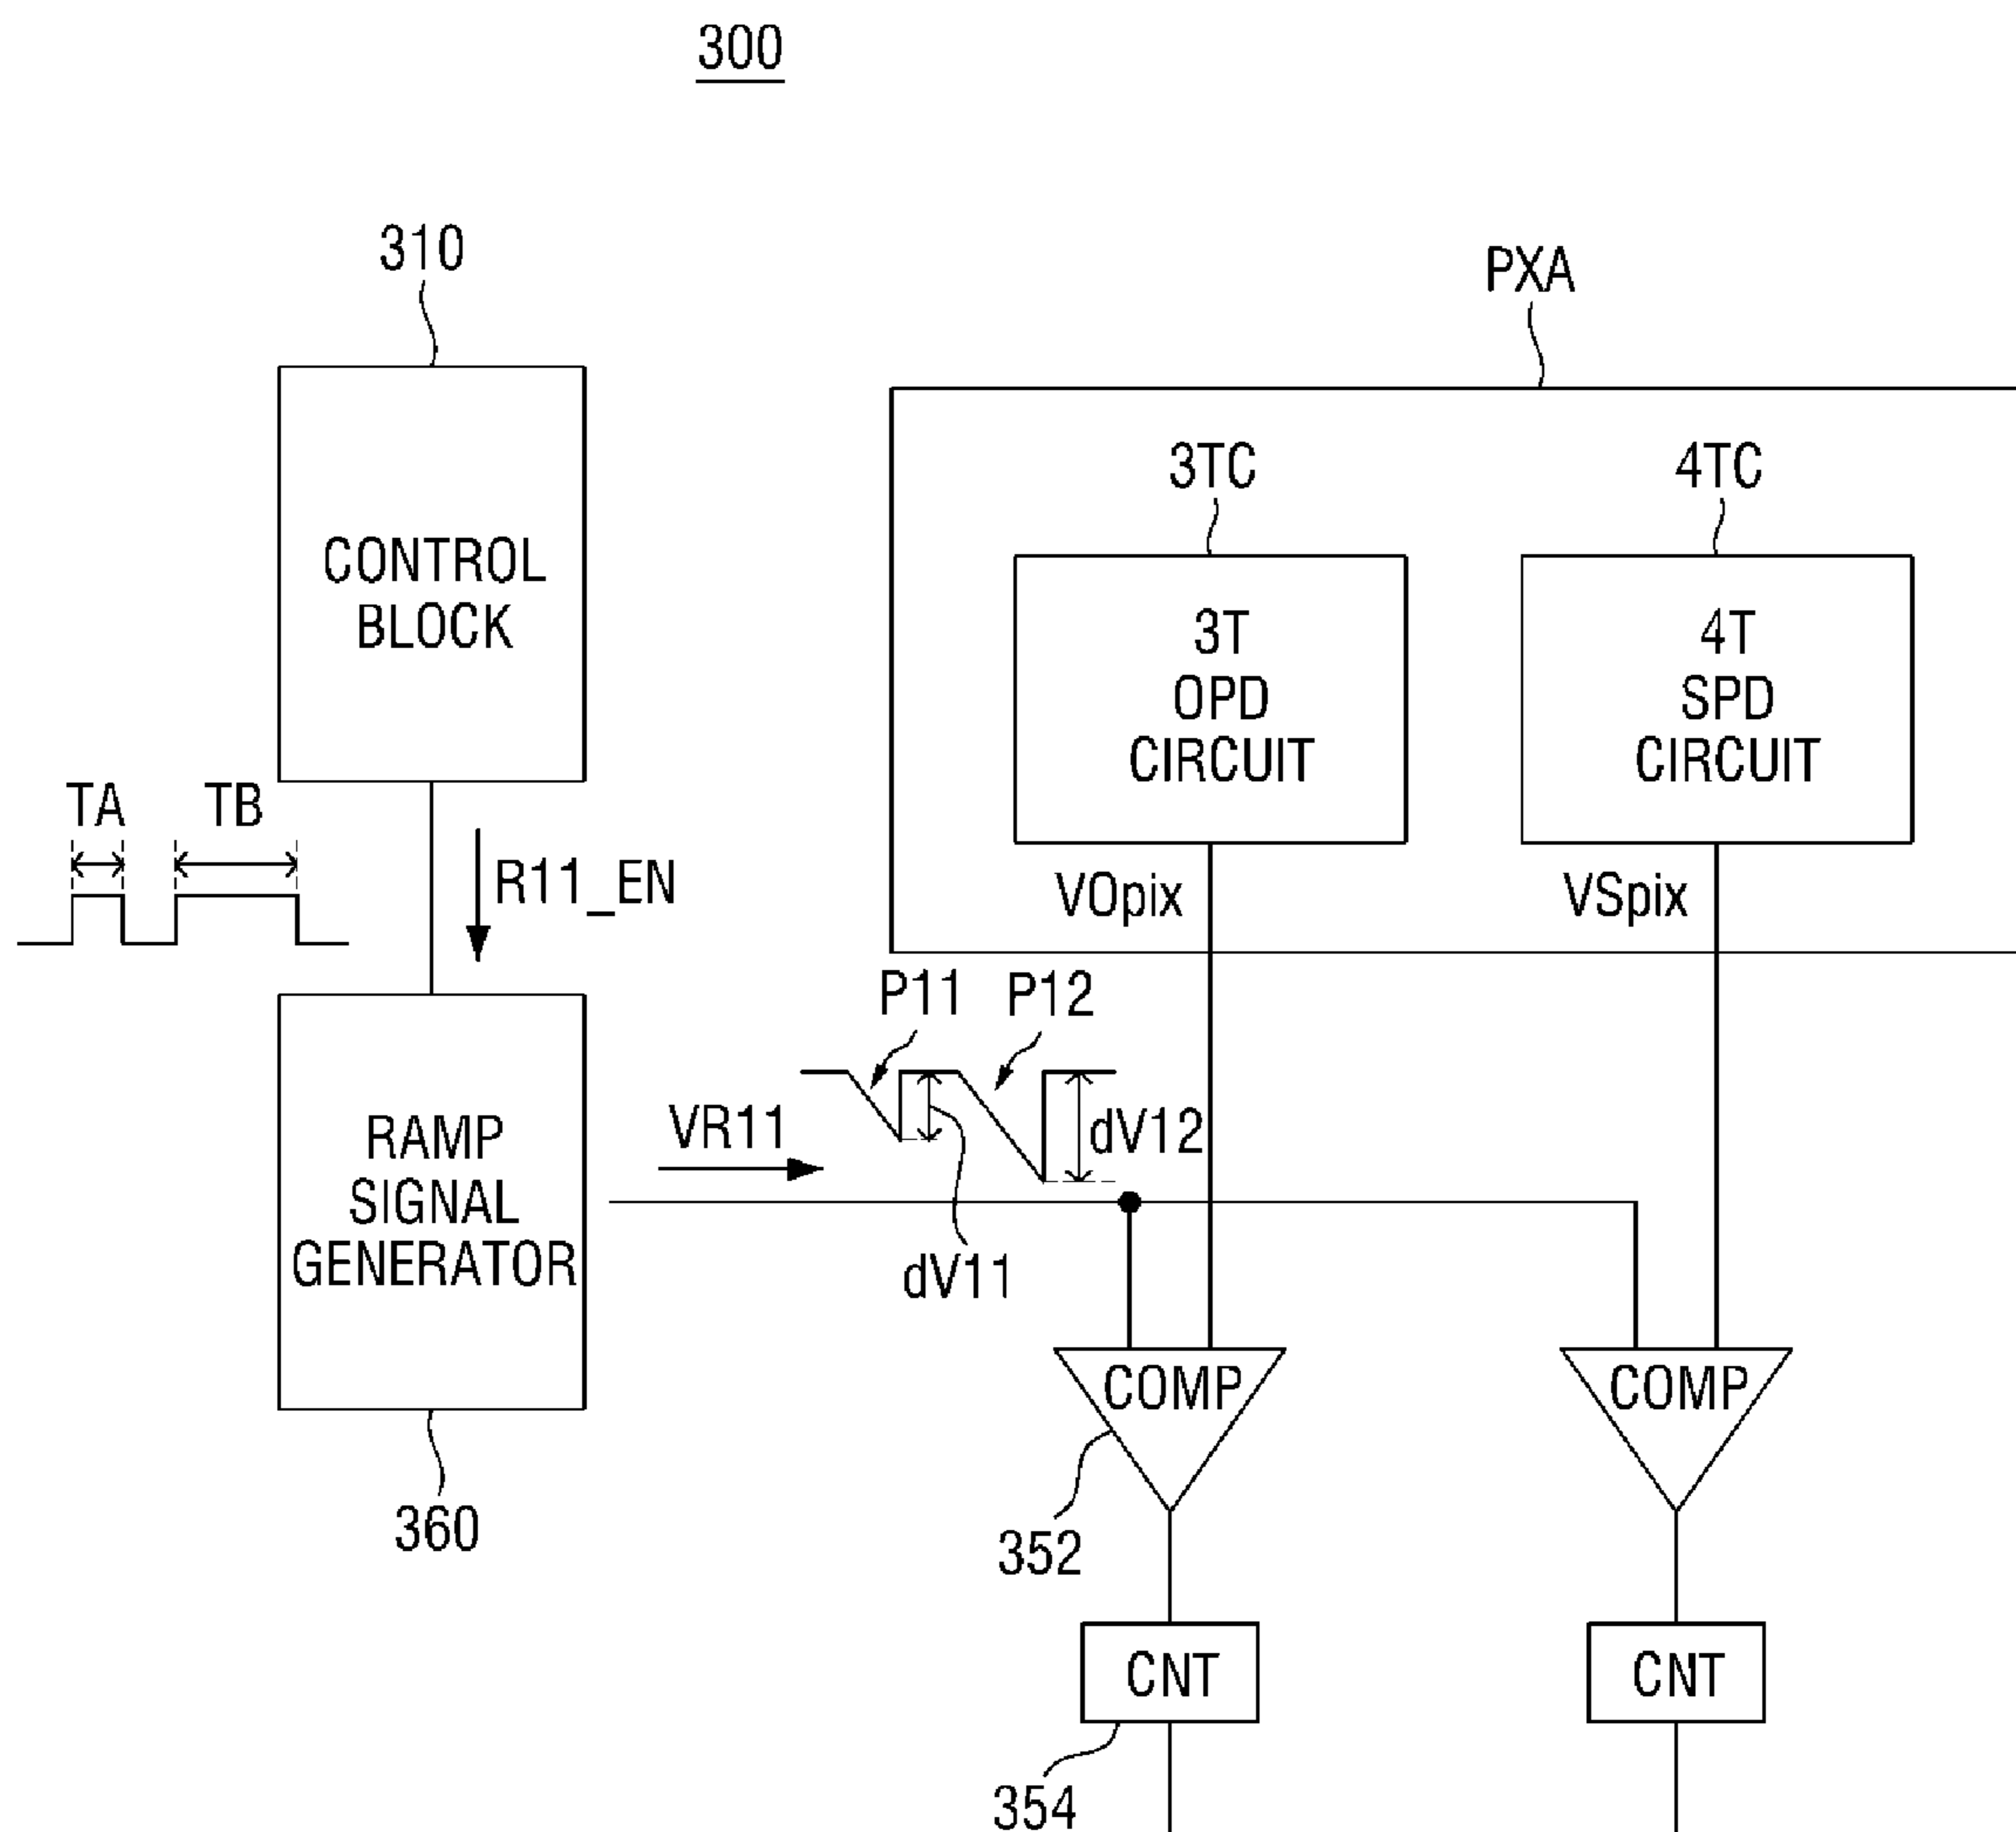 300
310
PXA
3TC
4TC
CONTROL
BLOCK
3T
OPD
CIRCUIT
4T
SPD
CIRCUIT
TA
TB
R11_EN
VOpix
VSpix
P11
P12
RAMP
SIGNAL
GENERATOR
VR11
dV12
dV11
COMP
COMP
360
352
CNT
CNT
354